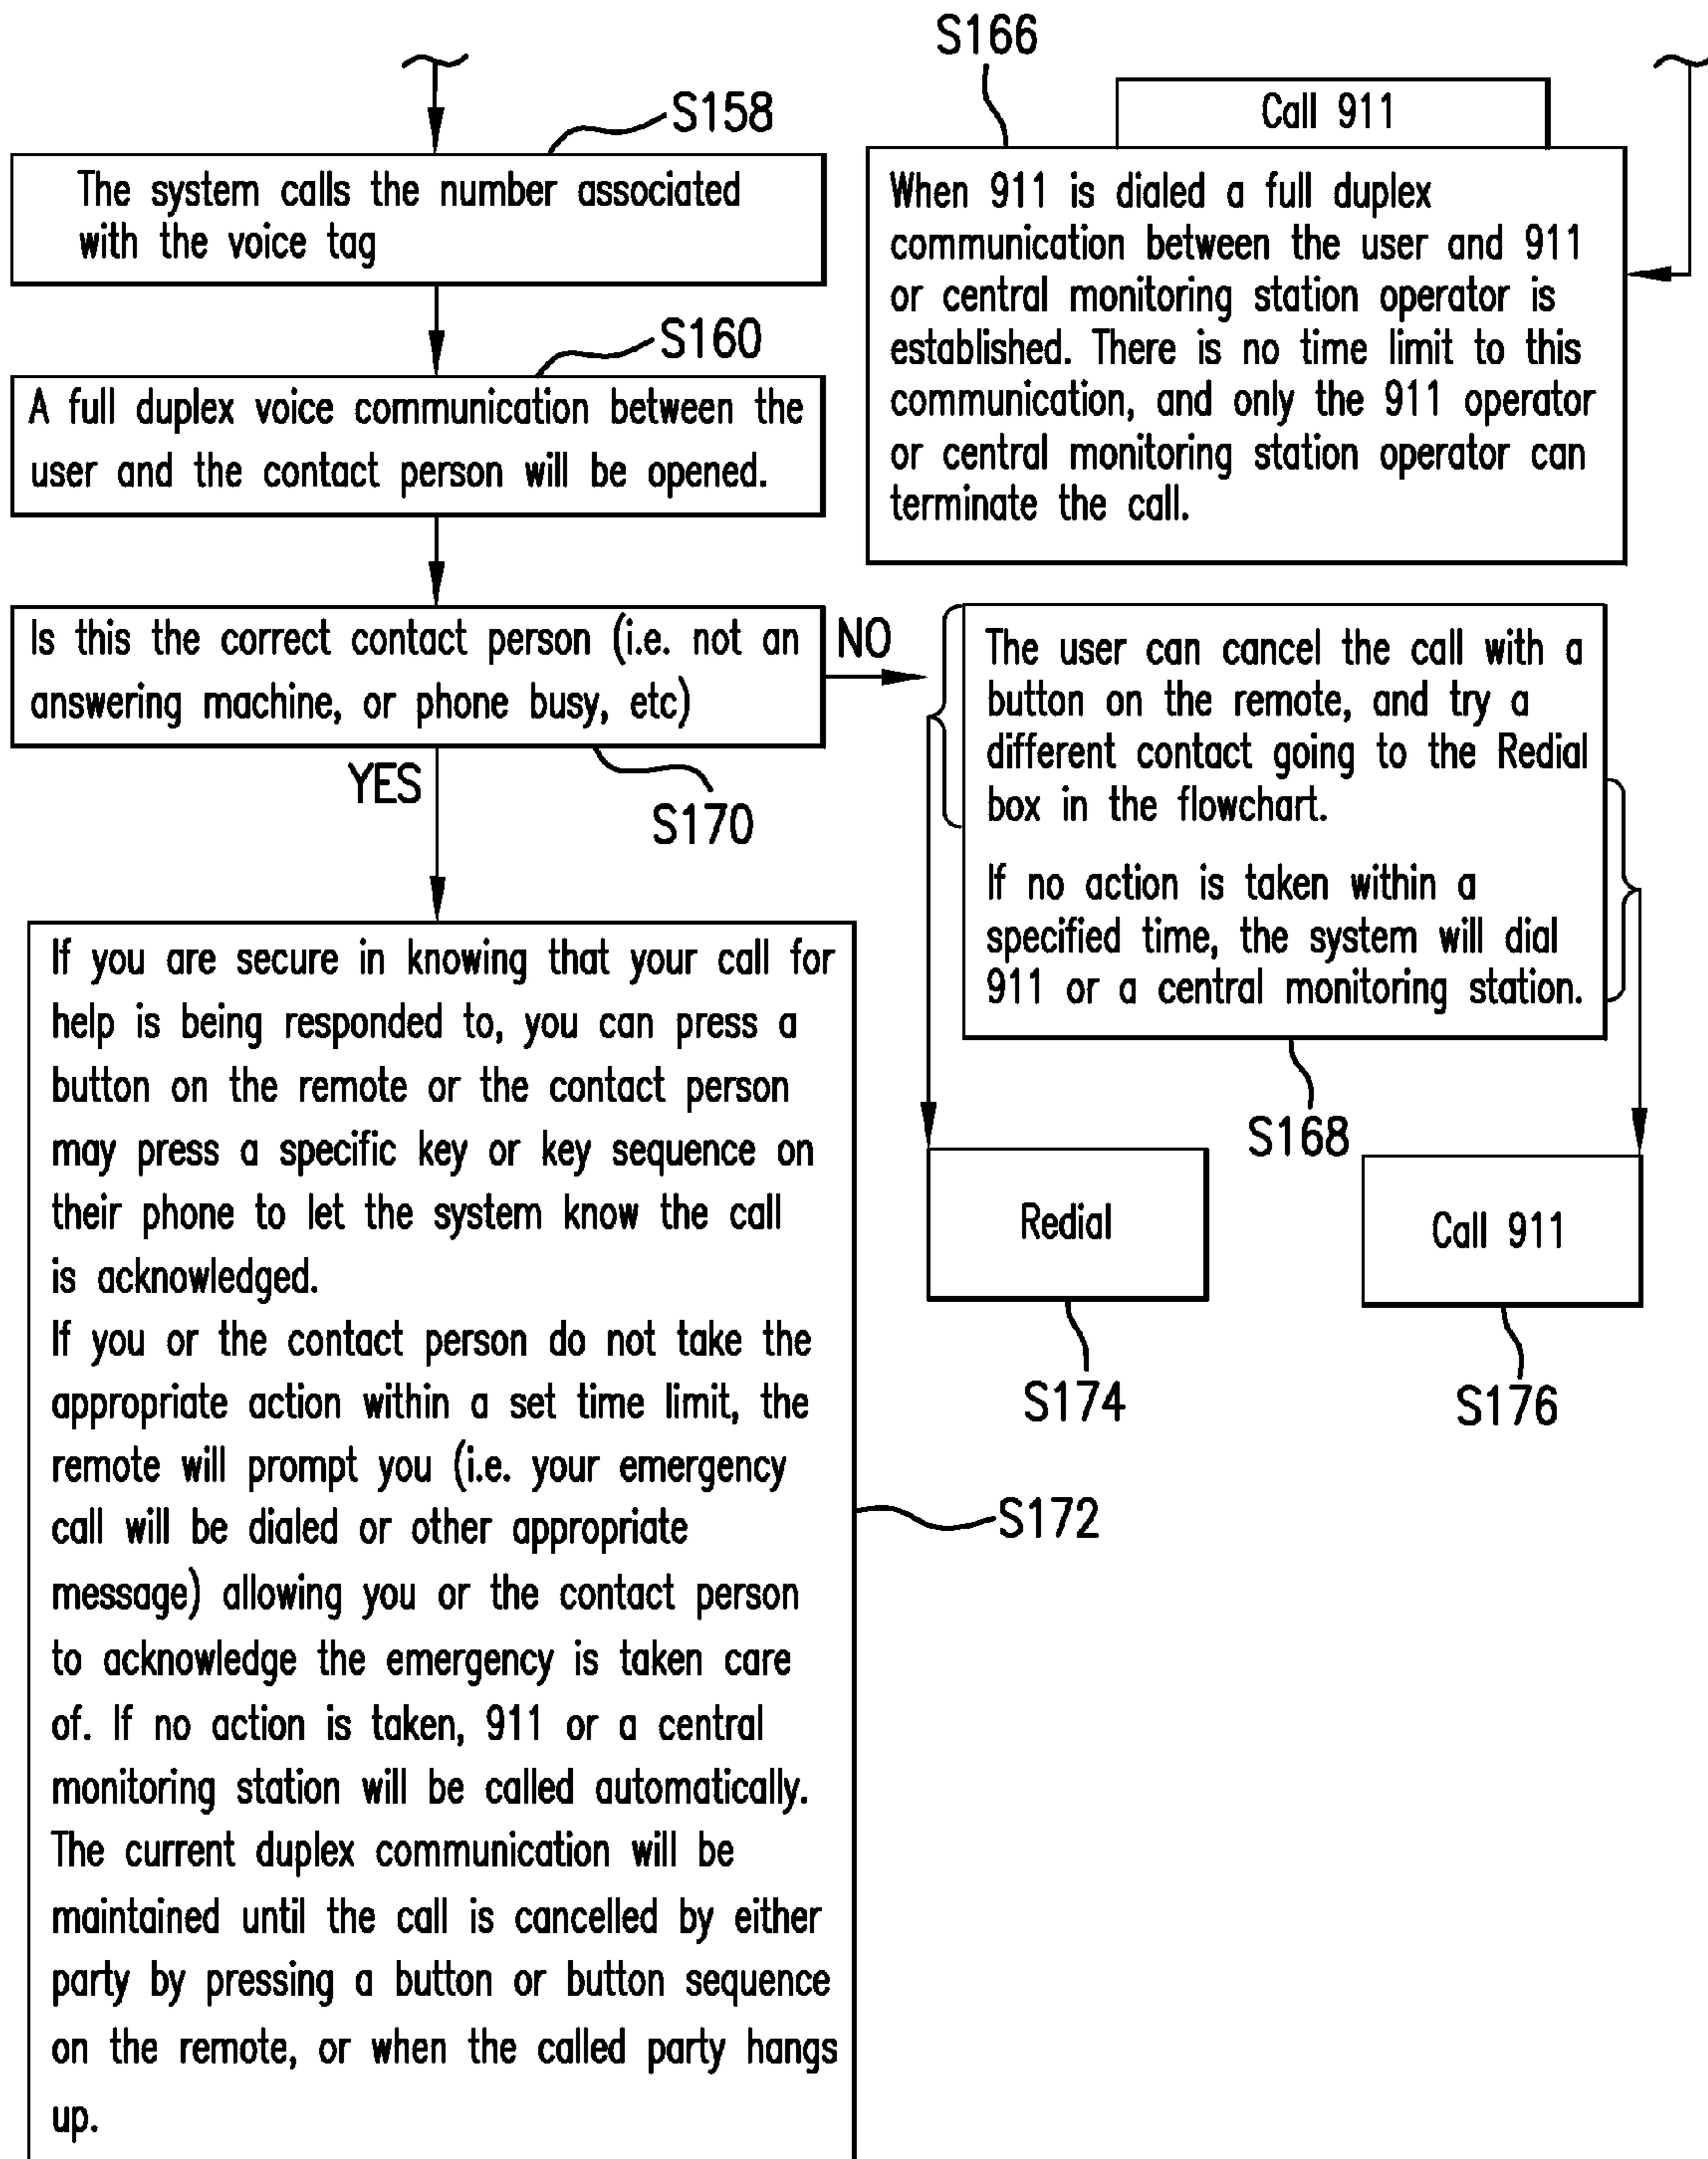 S158
The system calls the number associated
with the voice tag
S160
A full duplex voice communication between the
user and the contact person will be opened.
Is this the correct contact person (i.e. not an
answering machine, or phone busy, etc)
NO
YES
S170
If you are secure in knowing that your call for
help is being responded to, you can press a
button on the remote or the contact person
may press a specific key or key sequence on
their phone to let the system know the call
is acknowledged.
If you or the contact person do not take the
appropriate action within a set time limit, the
remote will prompt you (i.e. your emergency
call will be dialed or other appropriate
message) allowing you or the contact person
to acknowledge the emergency is taken care
of. If no action is taken, 911 or a central
monitoring station will be called automatically.
The current duplex communication will be
maintained until the call is cancelled by either
party by pressing a button or button sequence
on the remote, or when the called party hangs
up.
S172
S166
Call 911
When 911 is dialed a full duplex
communication between the user and 911
or central monitoring station operator is
established. There is no time limit to this
communication, and only the 911 operator
or central monitoring station operator can
terminate the call.
The user can cancel the call with a
button on the remote, and try a
different contact going to the Redial
box in the flowchart.
If no action is taken within a
specified time, the system will dial
911 or a central monitoring station.
S168
Redial
S174
Call 911
S176